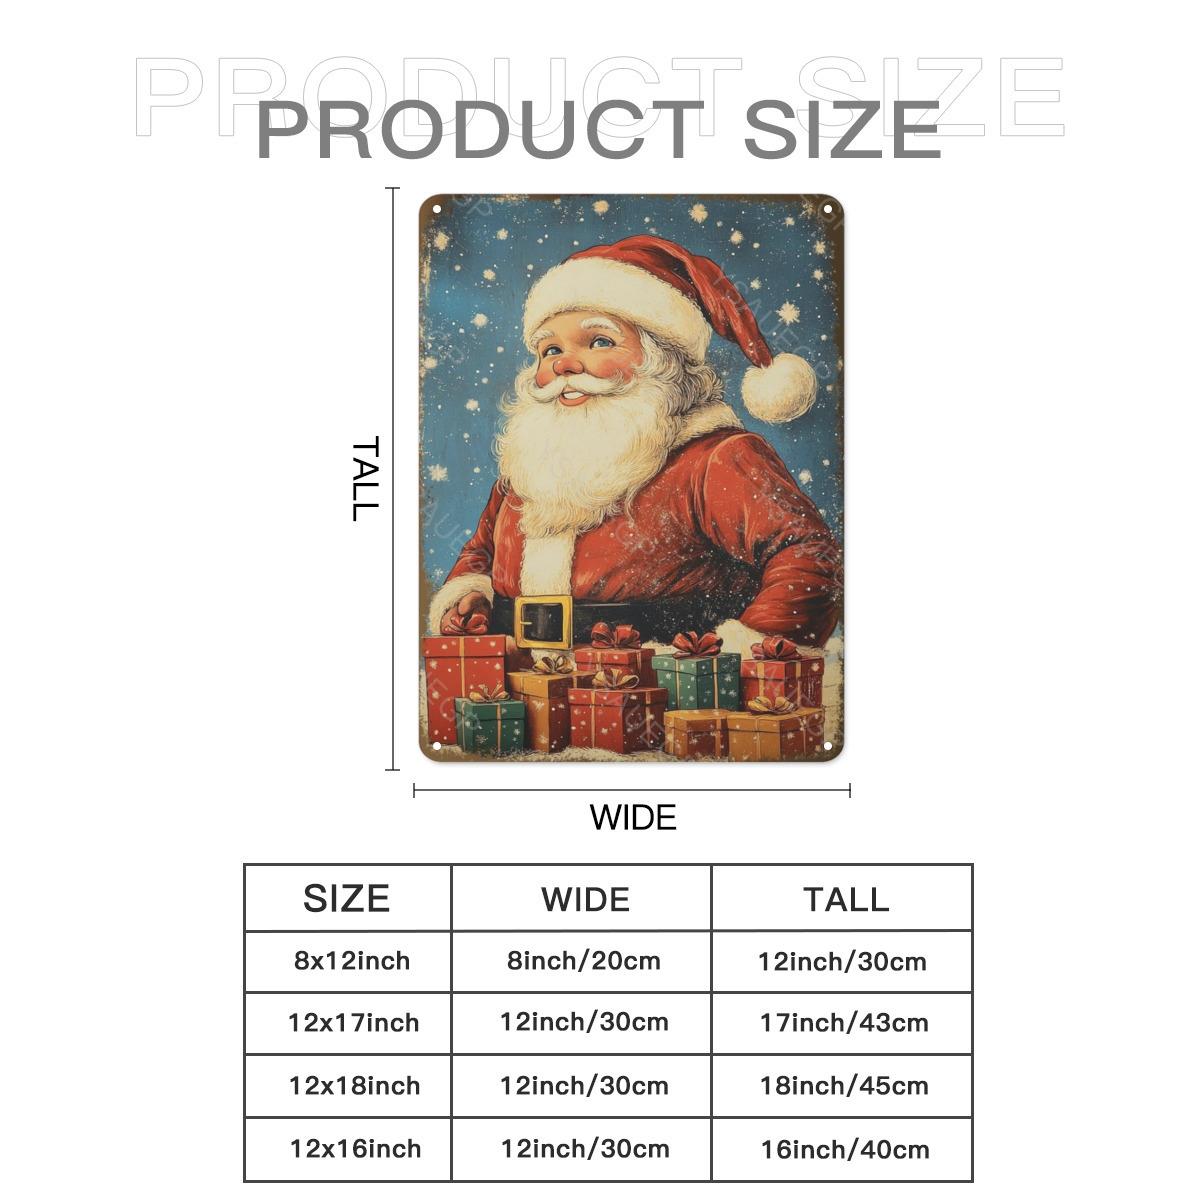 PRODUCT SIZE
PRODUCT SIZE
TALL
WIDE
SIZE WIDE TALL
8x12inch 8inch/20cm 12inch/30cm
12x17inch 12inch/30cm 17inch/43cm
12x18inch 12inch/30cm 18inch/45cm
12x16inch 12inch/30cm 16inch/40cm